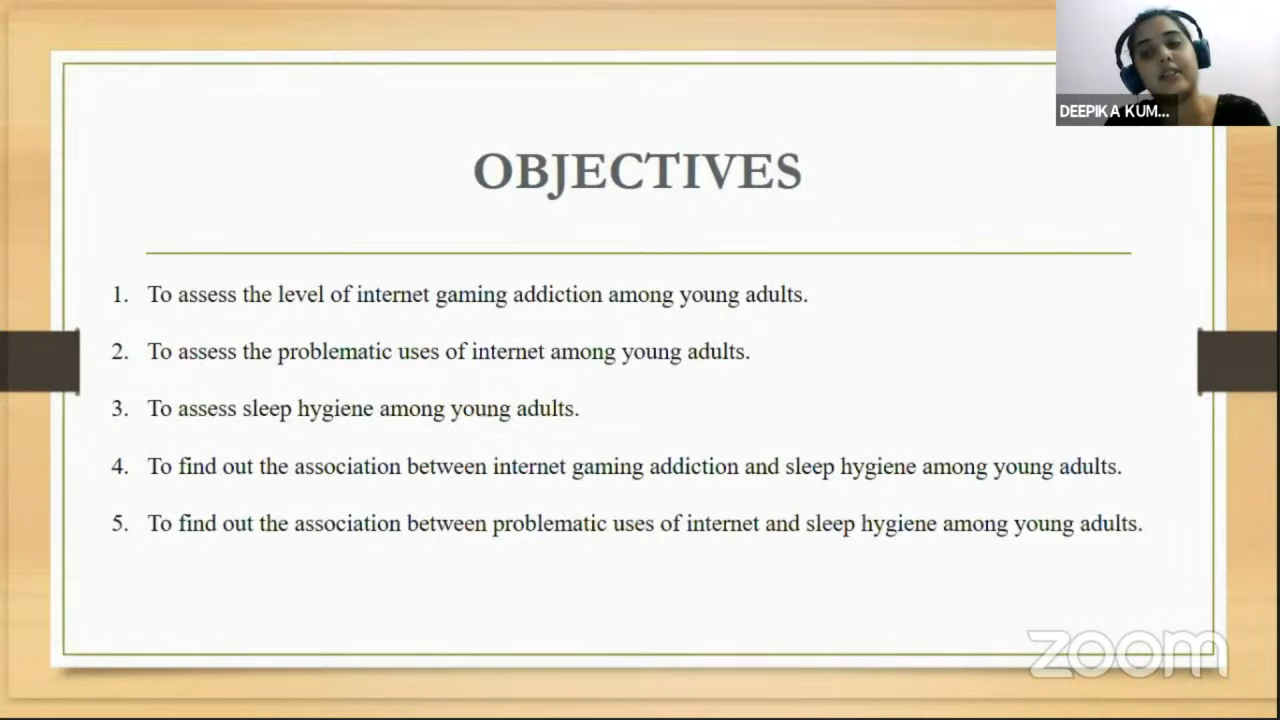 DEEPIKA KUM...
OBJECTIVES
1. To assess the level of internet gaming addiction among young adults.
2. To assess the problematic uses of internet among young adults.
3. To assess sleep hygiene among young adults.
4. To find out the association between internet gaming addiction and sleep hygiene among young adults.
5. To find out the association between problematic uses of internet and sleep hygiene among young adults.
zoom